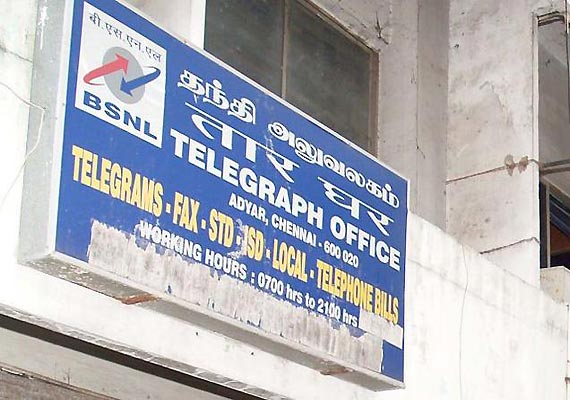 बी.एस.एन.एल
BSNL
தந்தி அலுவலகம்
तार घर
TELEGRAPH OFFICE
ADYAR, CHENNAI - 600 020
TELEGRAMS - FAX - STD - ISD - LOCAL - TELEPHONE BILLS
WORKING HOURS : 0700 hrs to 2100 hrs